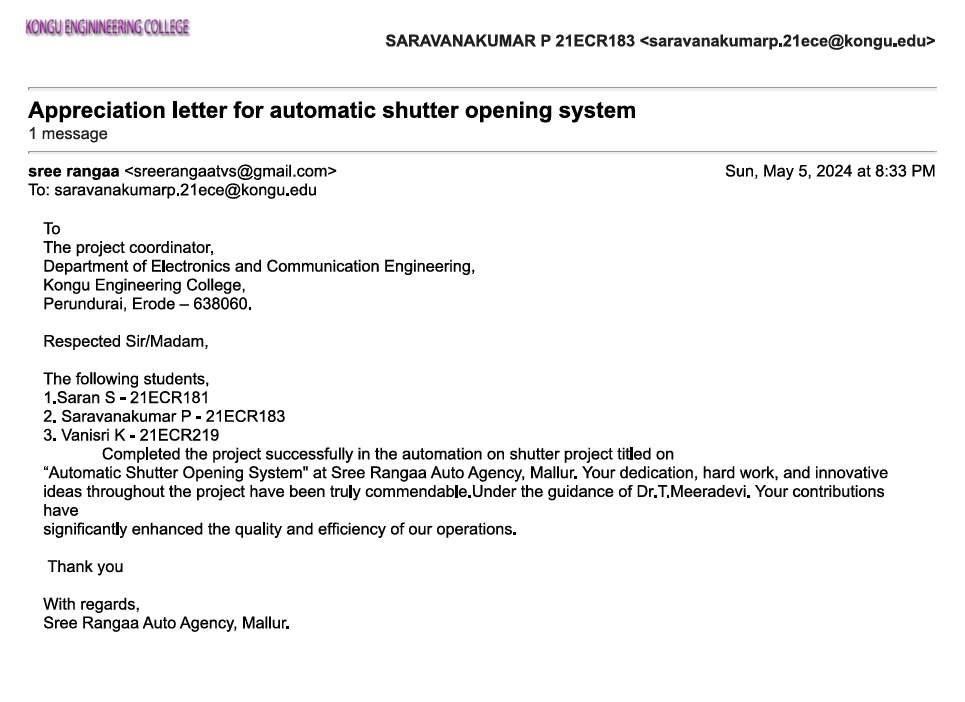 KONGU ENGININEERING COLLEGE
SARAVANAKUMAR P 21ECR183 <saravanakumarp.21ece@kongu.edu>
Appreciation letter for automatic shutter opening system
1 message
sree rangaa <sreerangaatvs@gmail.com> Sun, May 5, 2024 at 8:33 PM
To: saravanakumarp.21ece@kongu.edu
To
The project coordinator,
Department of Electronics and Communication Engineering,
Kongu Engineering College,
Perundurai, Erode – 638060.
Respected Sir/Madam,
The following students,
1.Saran S - 21ECR181
2. Saravanakumar P - 21ECR183
3. Vanisri K - 21ECR219
Completed the project successfully in the automation on shutter project titled on
“Automatic Shutter Opening System" at Sree Rangaa Auto Agency, Mallur. Your dedication, hard work, and innovative
ideas throughout the project have been truly commendable.Under the guidance of Dr.T.Meeradevi. Your contributions
have
significantly enhanced the quality and efficiency of our operations.
Thank you
With regards,
Sree Rangaa Auto Agency, Mallur.